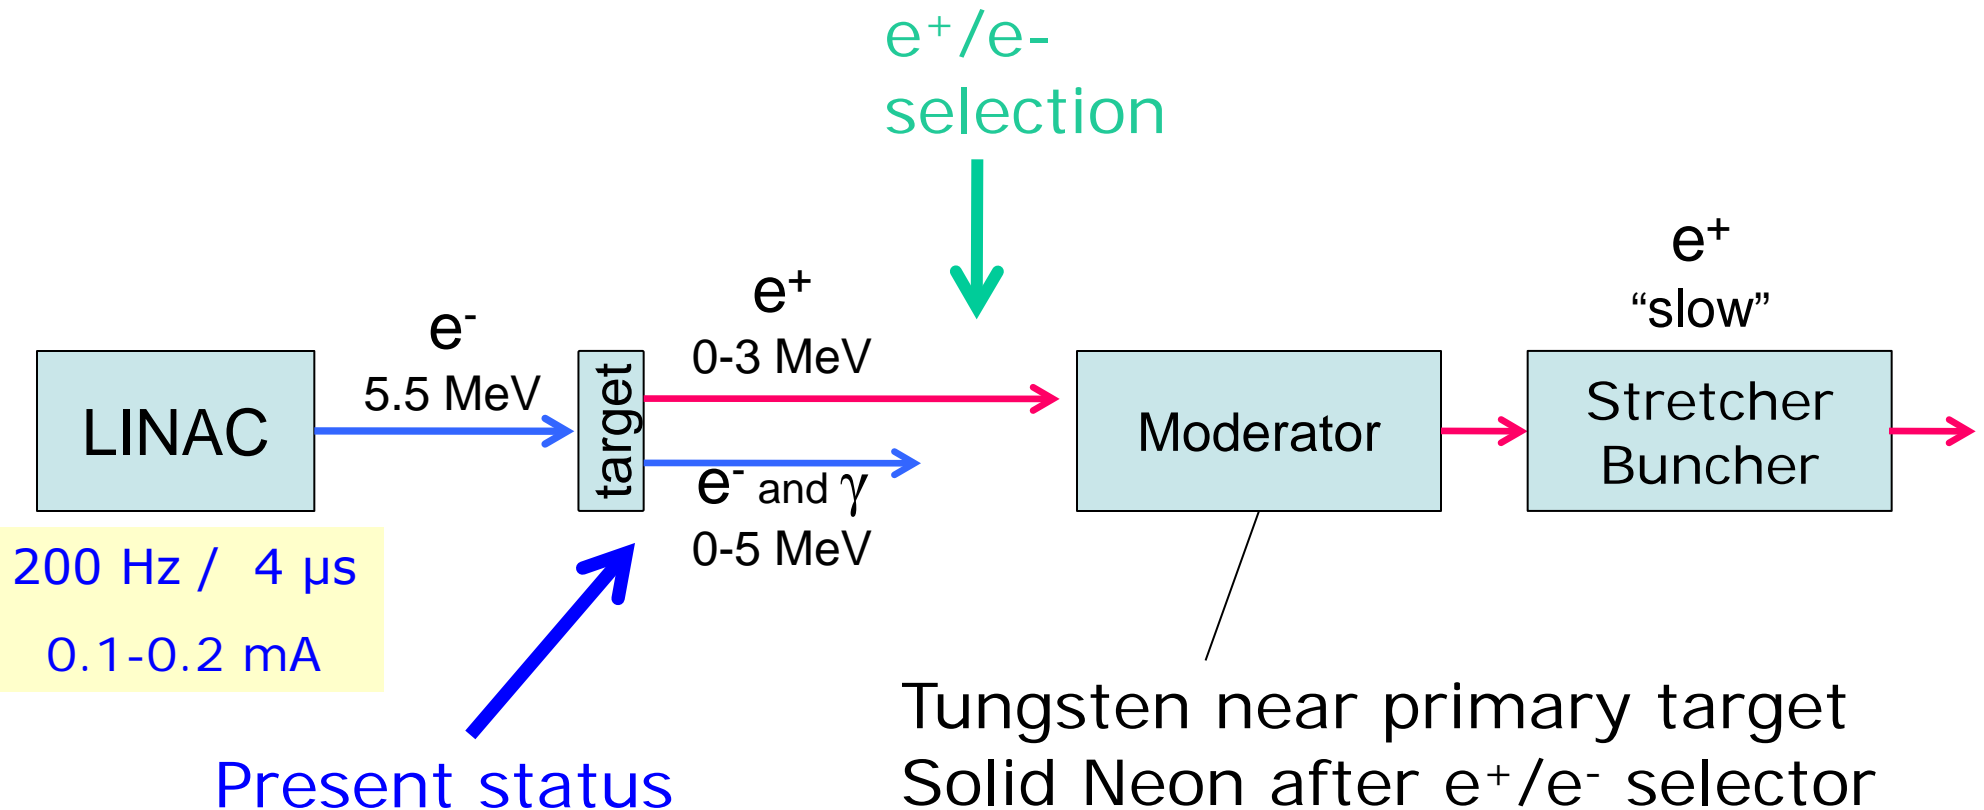 e⁺/e-
selection
e⁺
“slow”
e⁻
5.5 MeV
e⁺
0-3 MeV
LINAC
target
Moderator
Stretcher
Buncher
e⁻ and γ
0-5 MeV
200 Hz / 4 µs
0.1-0.2 mA
Present status
Tungsten near primary target
Solid Neon after e⁺/e⁻ selector